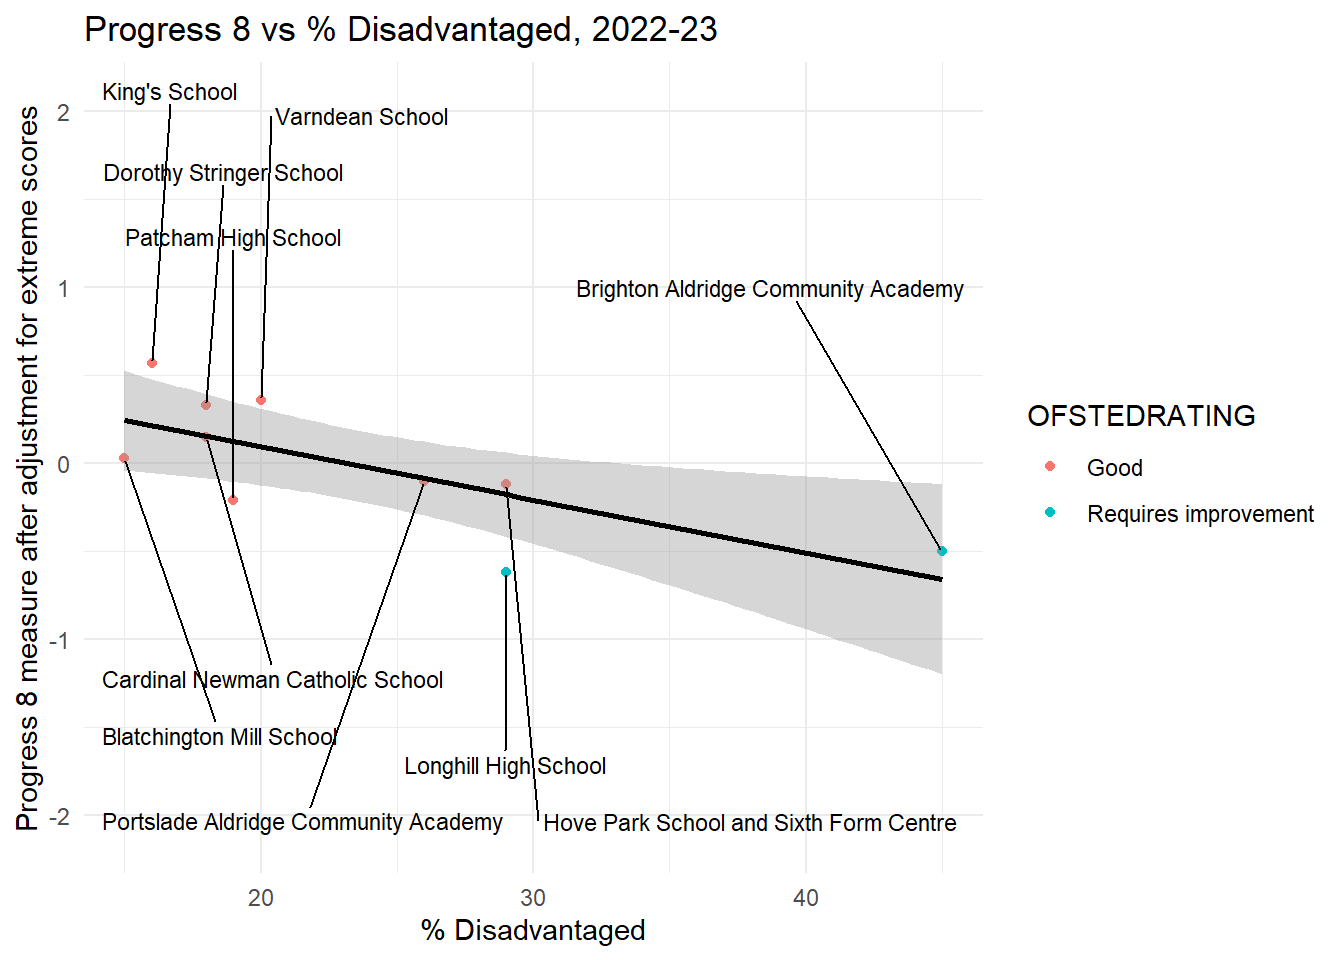 Progress 8 vs % Disadvantaged, 2022-23
Progress 8 measure after adjustment for extreme scores
2
1
0
-1
-2
King's School
Varndean School
Dorothy Stringer School
Patcham High School
Brighton Aldridge Community Academy
Cardinal Newman Catholic School
Blatchington Mill School
Longhill High School
Portslade Aldridge Community Academy
Hove Park School and Sixth Form Centre
20
30
40
% Disadvantaged
OFSTEDRATING
Good
Requires improvement